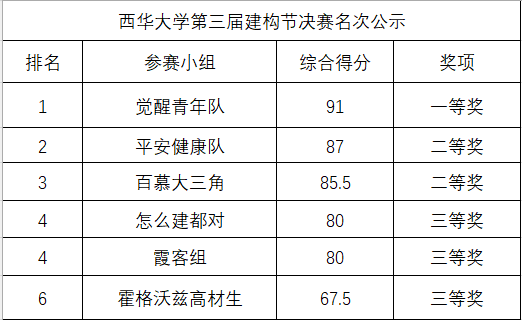 西华大学第三届建构节决赛名次公示
排名 参赛小组 综合得分 奖项
1 觉醒青年队 91 一等奖
2 平安健康队 87 二等奖
3 百慕大三角 85.5 二等奖
4 怎么建都对 80 三等奖
4 霞客组 80 三等奖
6 霍格沃兹高材生 67.5 三等奖